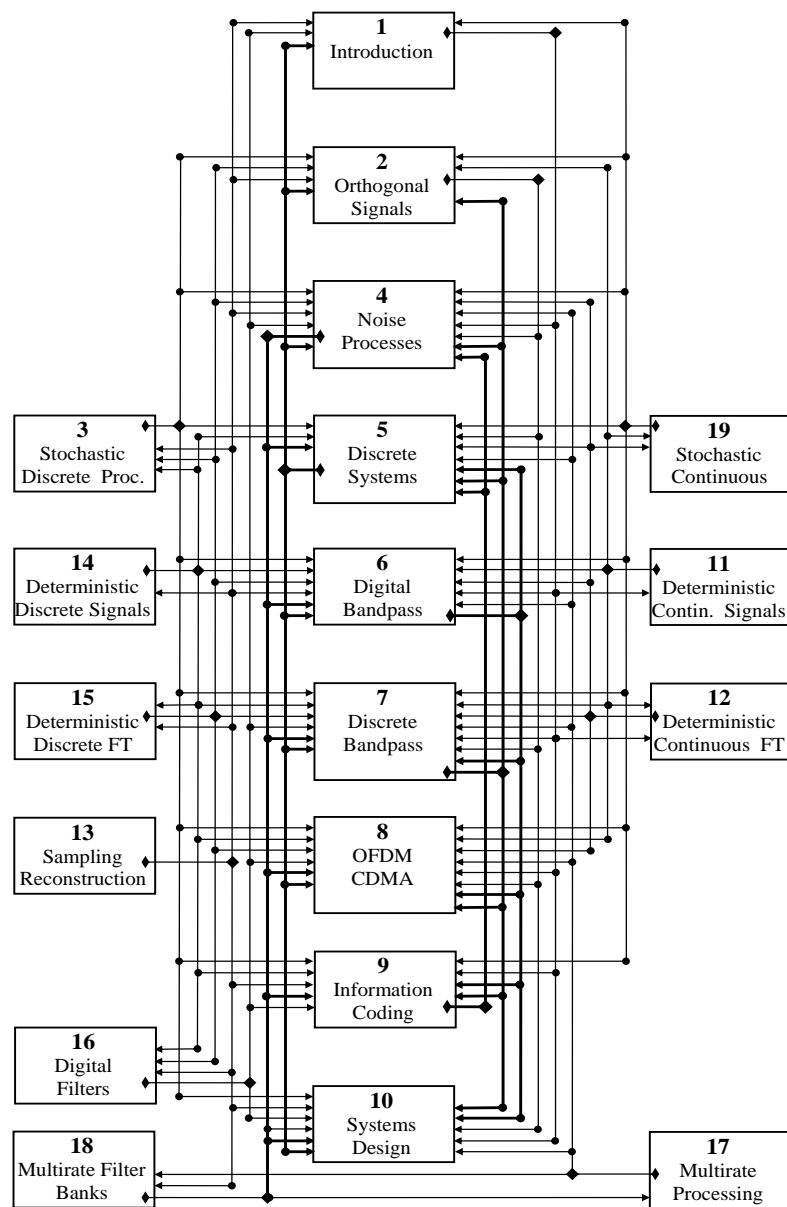 1
Introduction
2
Orthogonal
Signals
4
Noise
Processes
3
Stochastic
Discrete Proc.
5
Discrete
Systems
19
Stochastic
Continuous
14
Deterministic
Discrete Signals
6
Digital
Bandpass
11
Deterministic
Contin. Signals
15
Deterministic
Discrete FT
7
Discrete
Bandpass
12
Deterministic
Continuous FT
13
Sampling
Reconstruction
8
OFDM
CDMA
9
Information
Coding
16
Digital
Filters
10
Systems
Design
18
Multirate Filter
Banks
17
Multirate
Processing